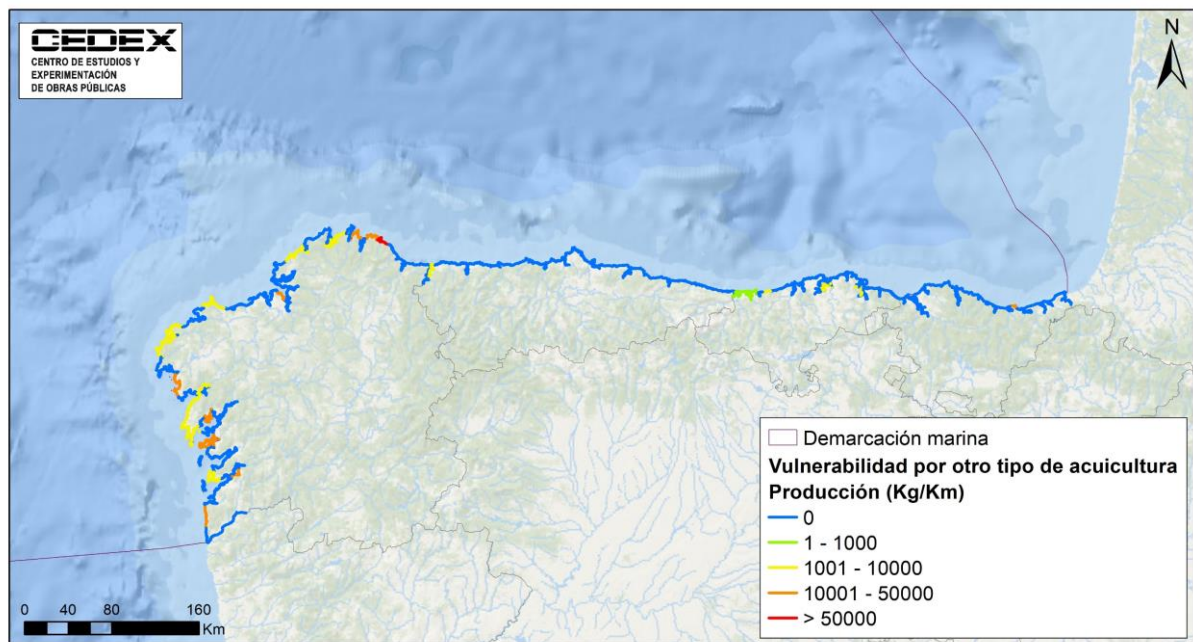 CEDEX
CENTRO DE ESTUDIOS Y
EXPERIMENTACIÓN
DE OBRAS PÚBLICAS
N
Demarcación marina
Vulnerabilidad por otro tipo de acuicultura
Producción (Kg/Km)
0
1 - 1000
1001 - 10000
10001 - 50000
> 50000
0 40 80 160
Km